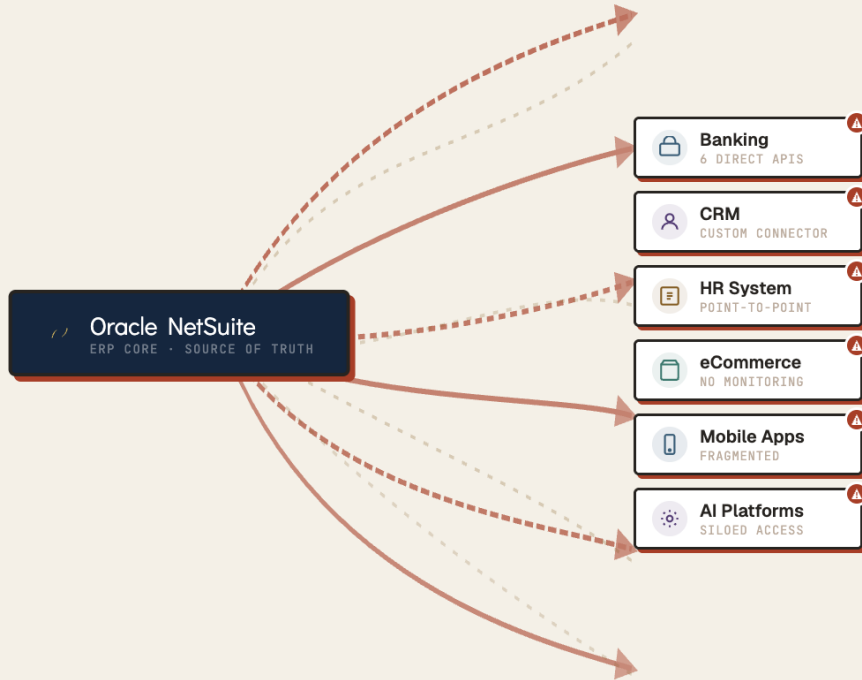 Banking
6 DIRECT APIS
CRM
CUSTOM CONNECTOR
HR System
POINT-TO-POINT
Oracle NetSuite
ERP CORE · SOURCE OF TRUTH
eCommerce
NO MONITORING
Mobile Apps
FRAGMENTED
AI Platforms
SILOED ACCESS